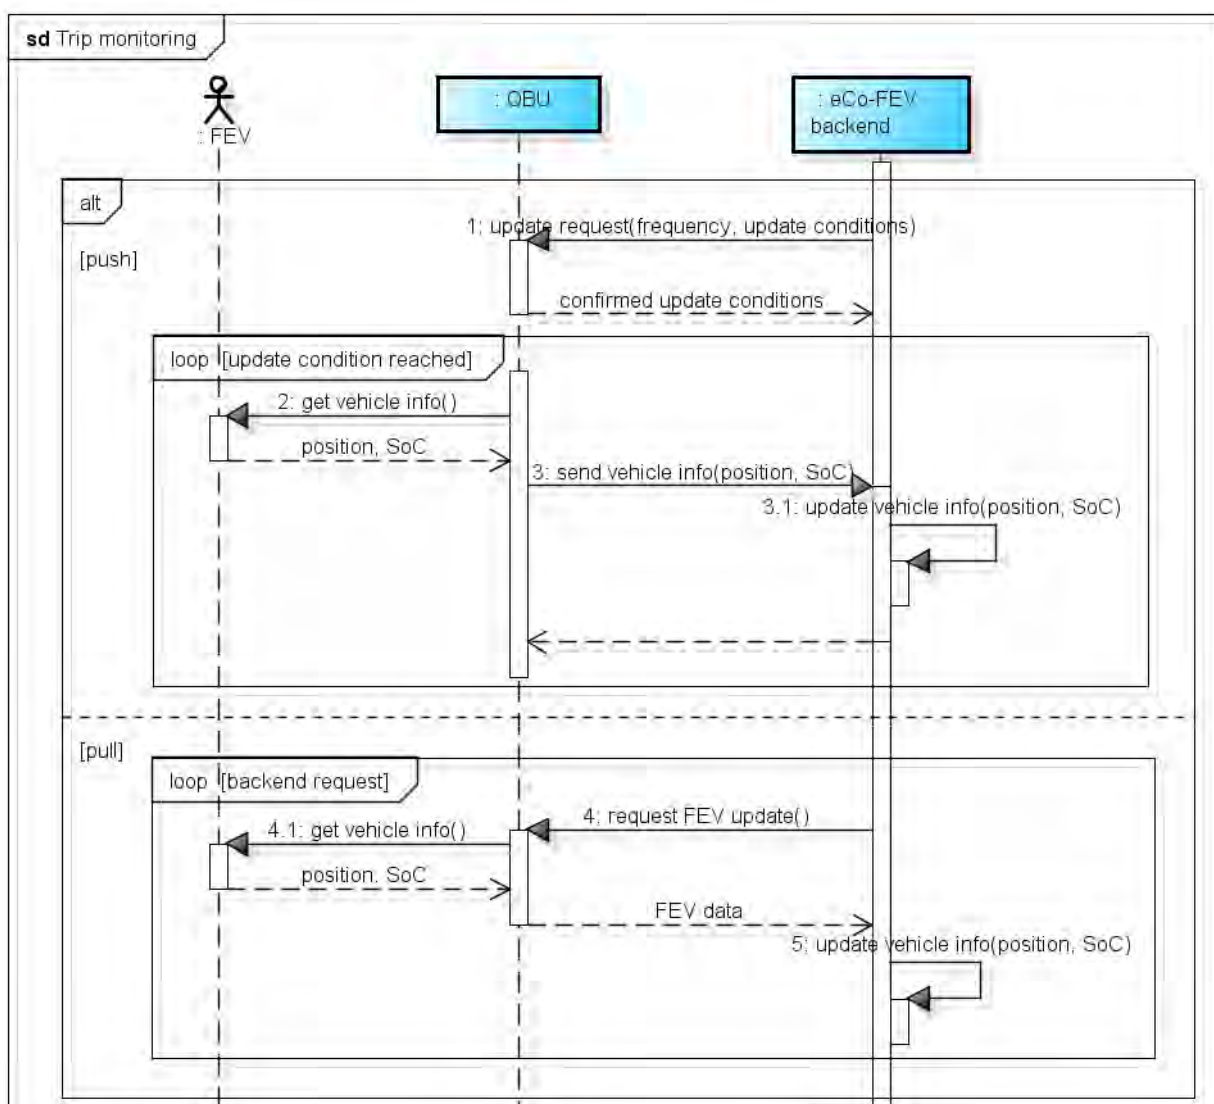 sd Trip monitoring
: FEV
: OBU
: eCo-FEV
backend
alt
[push]
1: update request(frequency, update conditions)
confirmed update conditions
loop [update condition reached]
2: get vehicle info()
position, SoC
3: send vehicle info(position, SoC)
3.1: update vehicle info(position, SoC)
[pull]
loop [backend request]
4: request FEV update()
4.1: get vehicle info()
position. SoC
FEV data
5: update vehicle info(position, SoC)